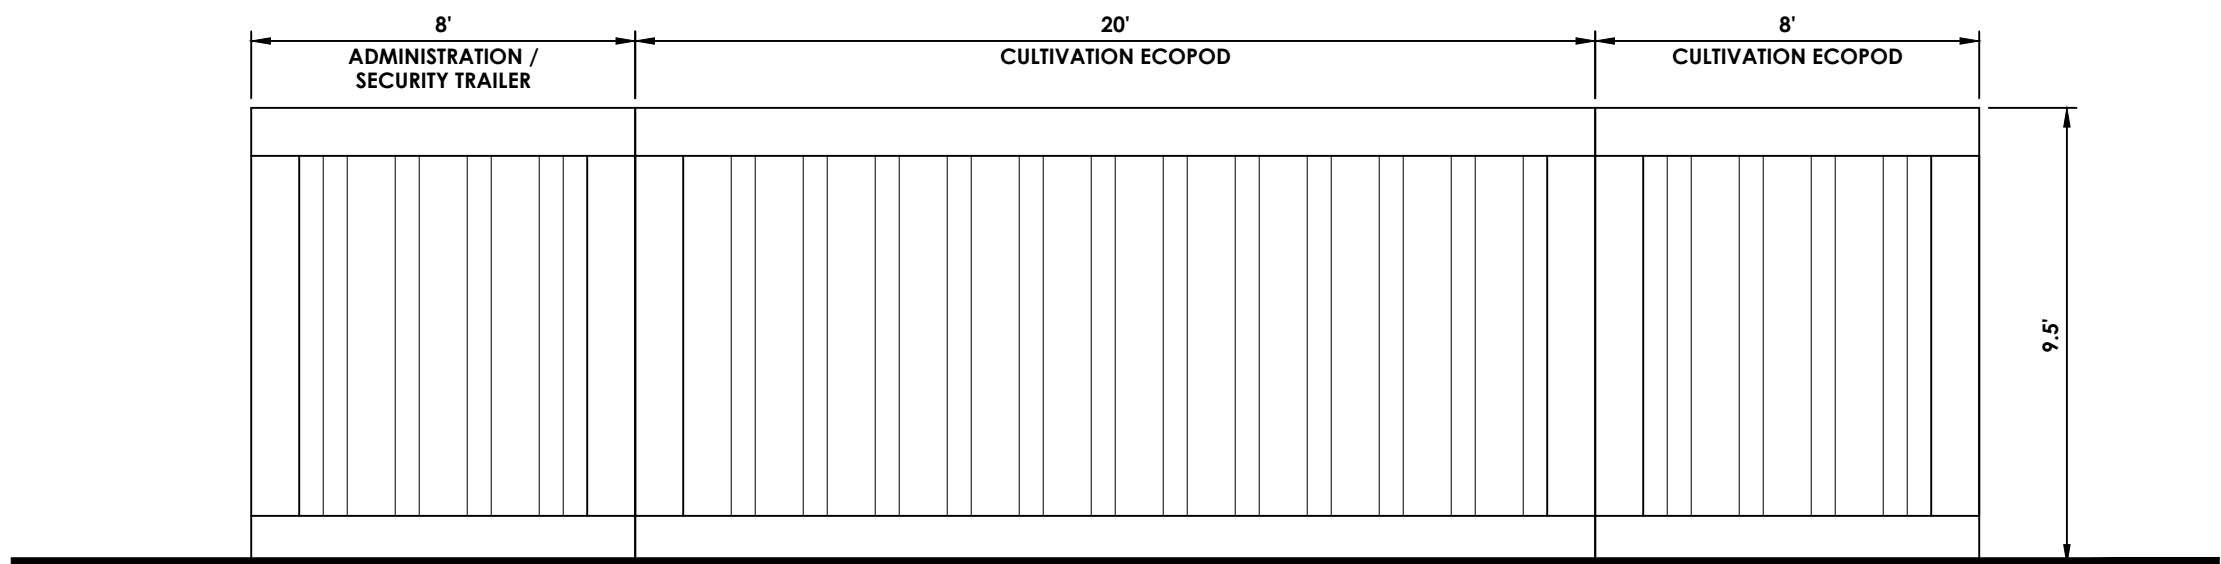 8'
ADMINISTRATION /
SECURITY TRAILER
20'
CULTIVATION ECOPOD
8'
CULTIVATION ECOPOD
9.5'